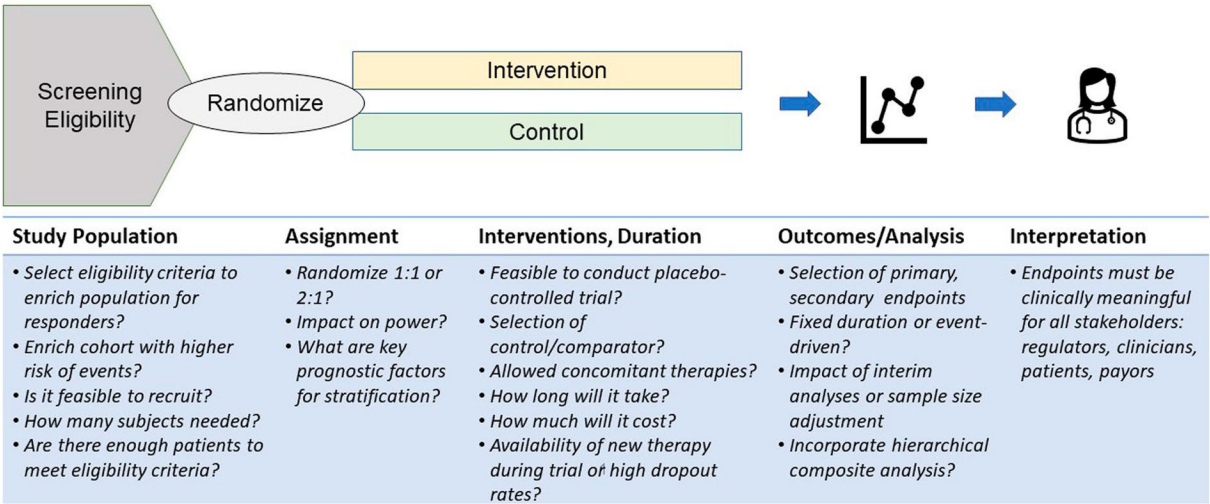 Screening
Eligibility
Randomize
Intervention
Control
Study Population
• Select eligibility criteria to
enrich population for
responders?
• Enrich cohort with higher
risk of events?
• Is it feasible to recruit?
• How many subjects needed?
• Are there enough patients to
meet eligibility criteria?
Assignment
• Randomize 1:1 or
2:1?
• Impact on power?
• What are key
prognostic factors
for stratification?
Interventions, Duration
• Feasible to conduct placebo-
controlled trial?
• Selection of
control/comparator?
• Allowed concomitant therapies?
• How long will it take?
• How much will it cost?
• Availability of new therapy
during trial or high dropout
rates?
Outcomes/Analysis
• Selection of primary,
secondary endpoints
• Fixed duration or event-
driven?
• Impact of interim
analyses or sample size
adjustment
• Incorporate hierarchical
composite analysis?
Interpretation
• Endpoints must be
clinically meaningful
for all stakeholders:
regulators, clinicians,
patients, payors